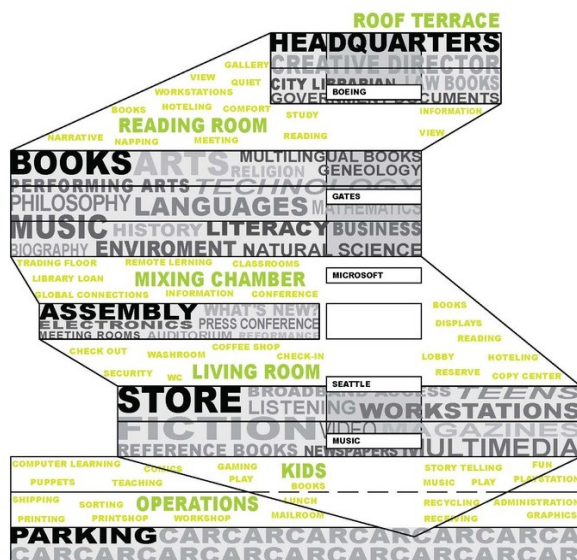 ROOF TERRACE
HEADQUARTERS
CREATIVE DIRECTOR
GALLERY
VIEW
QUIET
CITY LIBRARIAN W BOOKS
WORKSTATIONS
BOEING
GOVERNMENT DOCUMENTS
BOOKS
HOTELING
COMFORT
STUDY
INFORMATION
READING ROOM
NARRATIVE
NAPPING
MEETING
READING
VIEW
BOOKS ARTS MULTILINGUAL BOOKS
RELIGION GENEOLOGY
PERFORMING ARTS TECHNOLOGY
GATES
PHILOSOPHY LANGUAGES MATHEMATICS
MUSIC HISTORY LITERACY BUSINESS
BIOGRAPHY ENVIROMENT NATURAL SCIENCE
TRADING FLOOR
REMOTE LERNING
CLASSROOMS
LIBRARY LOAN
MIXING CHAMBER
MICROSOFT
GLOBAL CONNECTIONS
INFORMATION
CONFERENCE
BOOKS
ASSEMBLY WHAT'S NEW?
ELECTRONICS PRESS CONFERENCE
DISPLAYS
MEETING ROOMS AUDITORIUM REFORMANCE
READING
CHECK OUT
WASHROOM
COFFEE SHOP
CHECK-IN
LOBBY
HOTELING
SECURITY
WC
LIVING ROOM
RESERVE
COPY CENTER
SEATTLE
STORE BROADBAND ACCESS TEENS
LISTENING WORKSTATIONS
FICTION VIDEO MAGAZINES
MUSIC
REFERENCE BOOKS NEWSPAPERS MULTIMEDIA
COMPUTER LEARNING
COMICS
GAMING
KIDS
STORY TELLING
FUN
PUPPETS
TEACHING
PLAY
BOOKS
MUSIC
PLAY
PLAYSTATION
SHIPPING
SORTING
OPERATIONS
LUNCH
RECYCLING
ADMINISTRATION
PRINTING
PRINTSHOP
WORKSHOP
MAILROOM
RECEIVING
GRAPHICS
PARKING CARCARCARCARCARCARCA
CARCARCARCARCARCARCARCARCAR